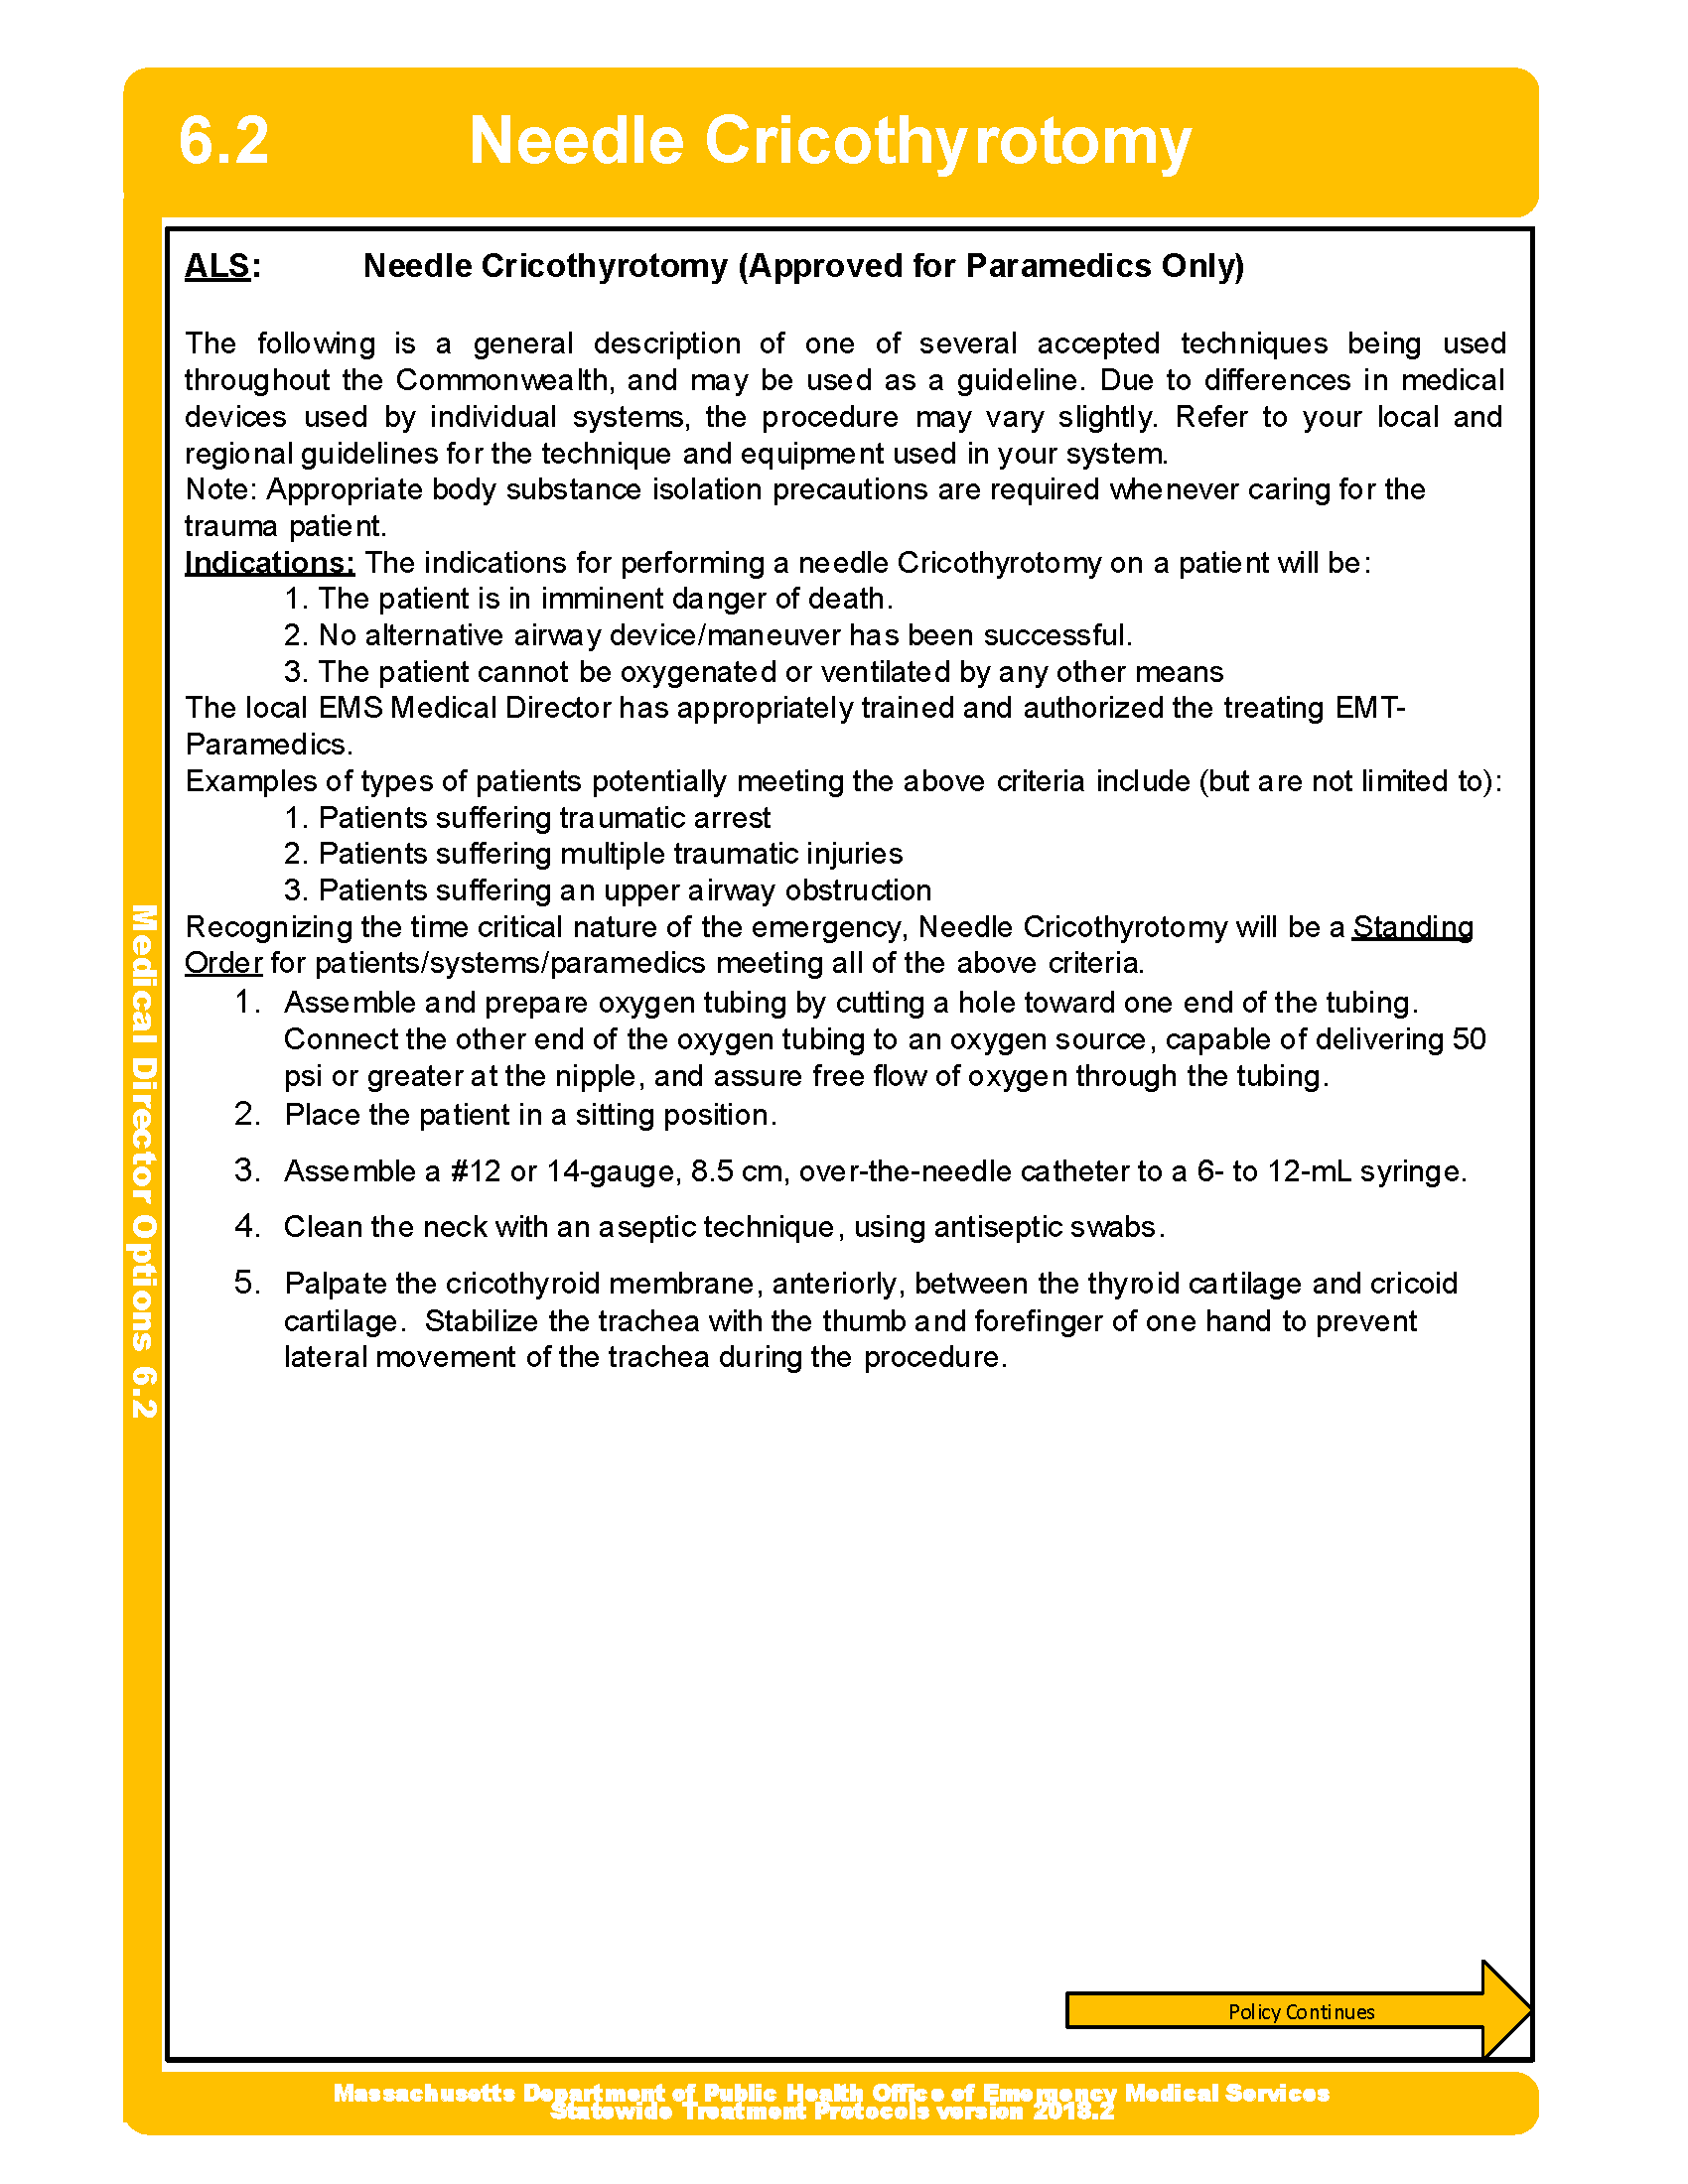 6.2 Needle Cricothyrotomy
ALS: Needle Cricothyrotomy (Approved for Paramedics Only)
The following is a general description of one of several accepted techniques being used
throughout the Commonwealth, and may be used as a guideline. Due to differences in medical
devices used by individual systems, the procedure may vary slightly. Refer to your local and
regional guidelines for the technique and equipment used in your system.
Note: Appropriate body substance isolation precautions are required whenever caring for the
trauma patient.
Indications: The indications for performing a needle Cricothyrotomy on a patient will be:
1. The patient is in imminent danger of death.
2. No alternative airway device/maneuver has been successful.
3. The patient cannot be oxygenated or ventilated by any other means
The local EMS Medical Director has appropriately trained and authorized the treating EMT-
Paramedics.
Examples of types of patients potentially meeting the above criteria include (but are not limited to):
1. Patients suffering traumatic arrest
2. Patients suffering multiple traumatic injuries
3. Patients suffering an upper airway obstruction
Recognizing the time critical nature of the emergency, Needle Cricothyrotomy will be a Standing
Order for patients/systems/paramedics meeting all of the above criteria.
1. Assemble and prepare oxygen tubing by cutting a hole toward one end of the tubing.
Connect the other end of the oxygen tubing to an oxygen source, capable of delivering 50
psi or greater at the nipple, and assure free flow of oxygen through the tubing.
2. Place the patient in a sitting position.
3. Assemble a #12 or 14-gauge, 8.5 cm, over-the-needle catheter to a 6- to 12-mL syringe.
4. Clean the neck with an aseptic technique, using antiseptic swabs.
5. Palpate the cricothyroid membrane, anteriorly, between the thyroid cartilage and cricoid
cartilage. Stabilize the trachea with the thumb and forefinger of one hand to prevent
lateral movement of the trachea during the procedure.
Medical Director Options 6.2
Policy Continues
Massachusetts Department of Public Health Office of Emergency Medical Services
Statewide Treatment Protocols version 2018.2